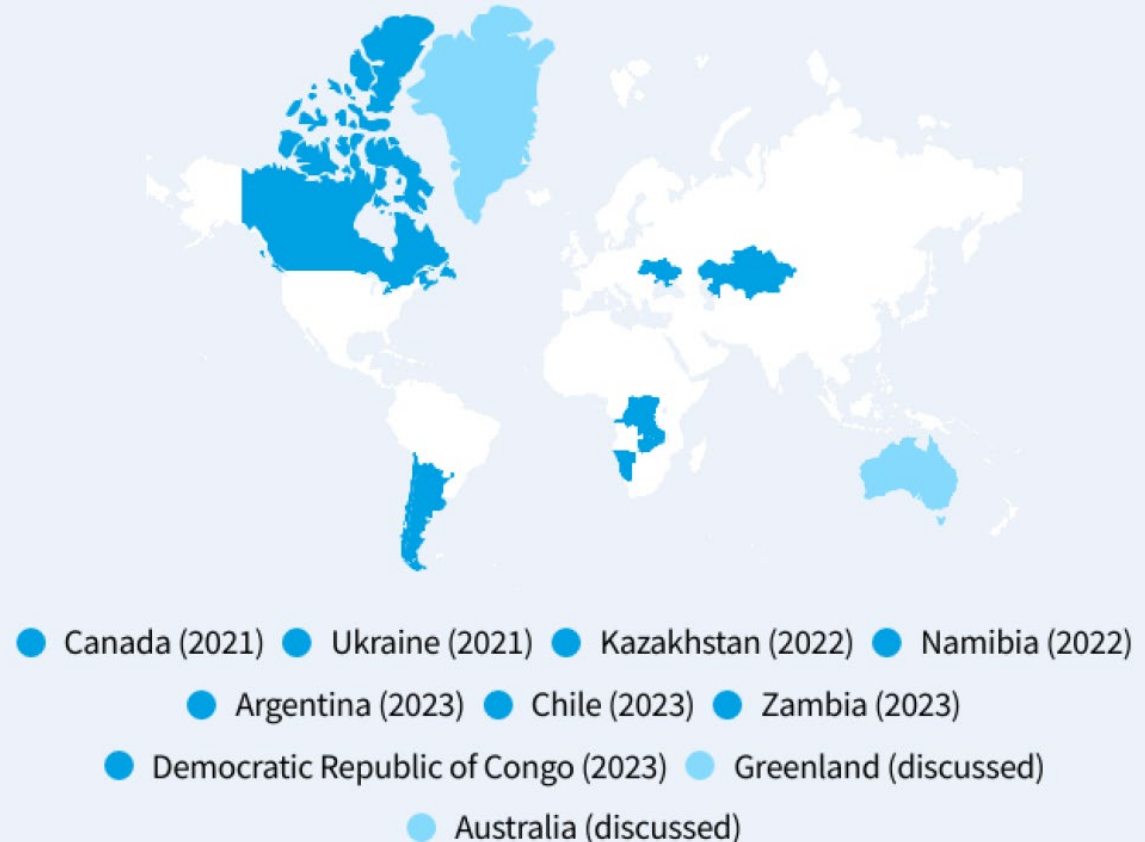 Canada (2021) Ukraine (2021) Kazakhstan (2022) Namibia (2022)
Argentina (2023) Chile (2023) Zambia (2023)
Democratic Republic of Congo (2023) Greenland (discussed)
Australia (discussed)